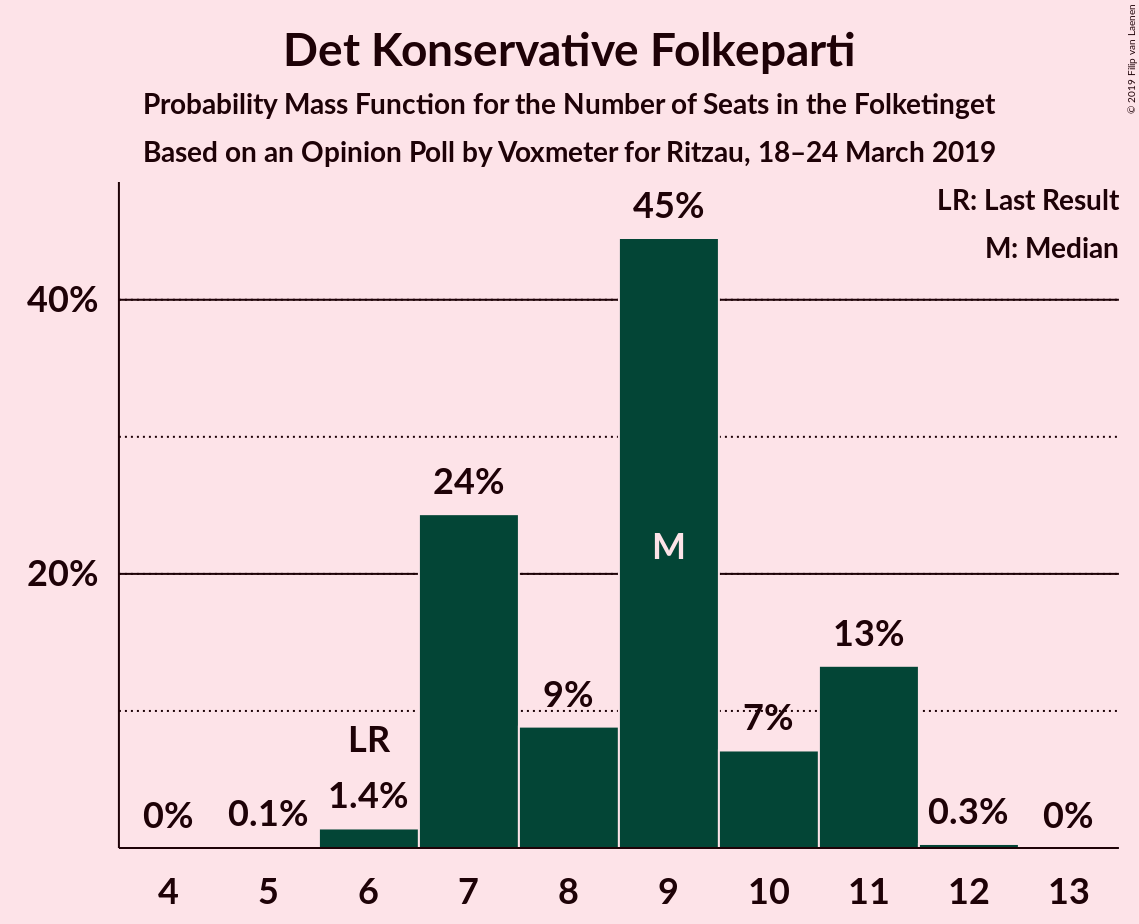 Det Konservative Folkeparti
Probability Mass Function for the Number of Seats in the Folketinget
Based on an Opinion Poll by Voxmeter for Ritzau, 18–24 March 2019
© 2019 Filip van Laenen
LR: Last Result
M: Median
45%
40%
24%
M
20%
13%
9%
7%
LR
1.4%
0%
0.1%
0.3%
0%
4 5 6 7 8 9 10 11 12 13